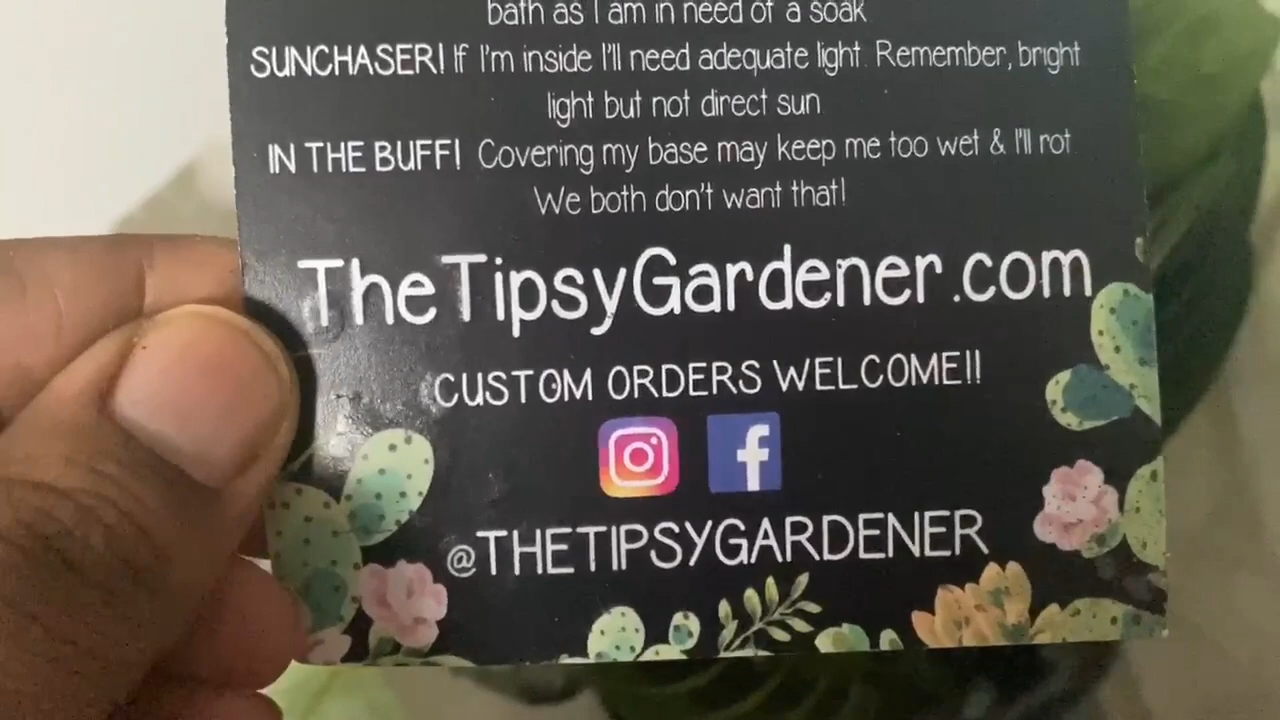 bath as I am in need of a soak
SUNCHASER! If I'm inside I'll need adequate light. Remember, bright
light but not direct sun
IN THE BUFF! Covering my base may keep me too wet & I'll rot.
We both don't want that!
TheTipsyGardener.com
CUSTOM ORDERS WELCOME!!
@THETIPSYGARDENER